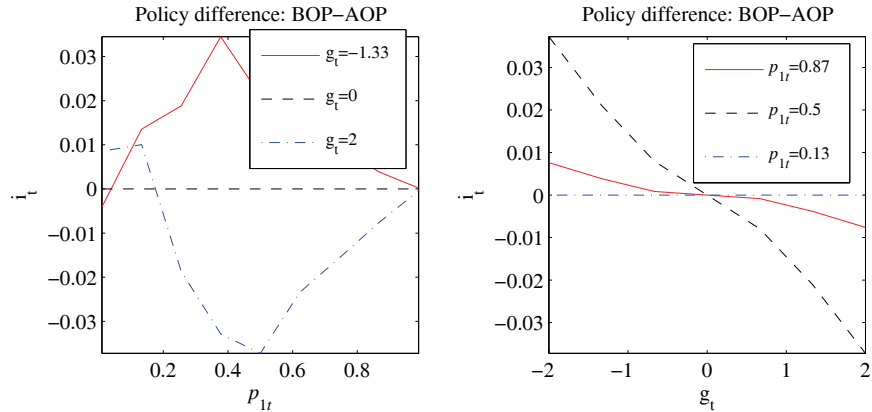 Policy difference: BOP−AOP
0.03
0.02
0.01
0
−0.01
−0.02
−0.03
i_t
0.2 0.4 0.6 0.8
p_1t
g_t=−1.33
g_t=0
g_t=2
Policy difference: BOP−AOP
0.03
0.02
0.01
0
−0.01
−0.02
−0.03
i_t
−2 −1 0 1 2
g_t
p_1t=0.87
p_1t=0.5
p_1t=0.13